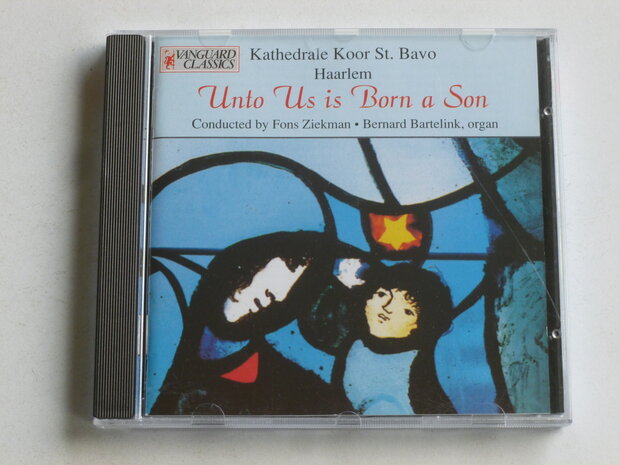 VANGUARD
CLASSICS
Kathedrale Koor St. Bavo
Haarlem
Unto Us is Born a Son
Conducted by Fons Ziekman • Bernard Bartelink, organ